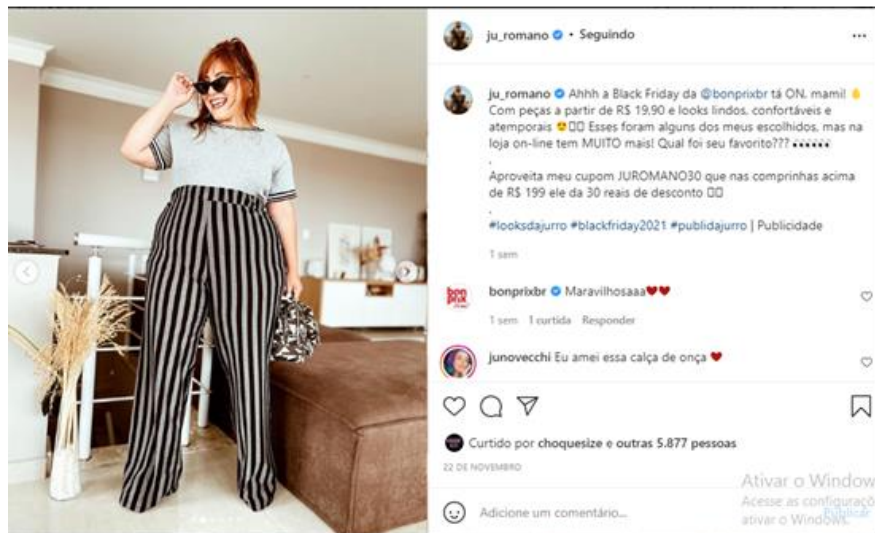 ju_romano • Seguindo
ju_romano Ahhh a Black Friday da @bonprixbr tá ON, mami!
Com peças a partir de R$ 19,90 e looks lindos, confortáveis e
atemporais Esses foram alguns dos meus escolhidos, mas na
loja on-line tem MUITO mais! Qual foi seu favorito???
.
Aproveita meu cupom JUROMANO30 que nas comprinhas acima
de R$ 199 ele da 30 reais de desconto
.
#looksdajurro #blackfriday2021 #publidajurro | Publicidade
1 sem
bon
prix
bonprixbr Maravilhosaaa
1 sem 1 curtida Responder
junovecchi Eu amei essa calça de onça
Curtido por choquesize e outras 5.877 pessoas
22 DE NOVEMBRO
Adicione um comentário...
Publicar
Ativar o Window
Acesse as configuraçõ
ativar o Windows.